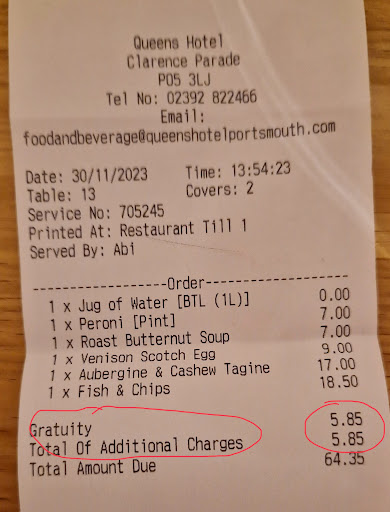 Queens Hotel
Clarence Parade
PO5 3LJ
Tel No: 02392 822466
Email:
foodandbeverage@queenshotelportsmouth.com
Date: 30/11/2023 Time: 13:54:23
Table: 13 Covers: 2
Service No: 705245
Printed At: Restaurant Till 1
Served By: Abi
------------------Order--------------------
1 x Jug of Water [BTL (1L)] 0.00
1 x Peroni [Pint] 7.00
1 x Roast Butternut Soup 7.00
1 x Venison Scotch Egg 9.00
1 x Aubergine & Cashew Tagine 17.00
1 x Fish & Chips 18.50
Gratuity 5.85
Total Of Additional Charges 5.85
Total Amount Due 64.35